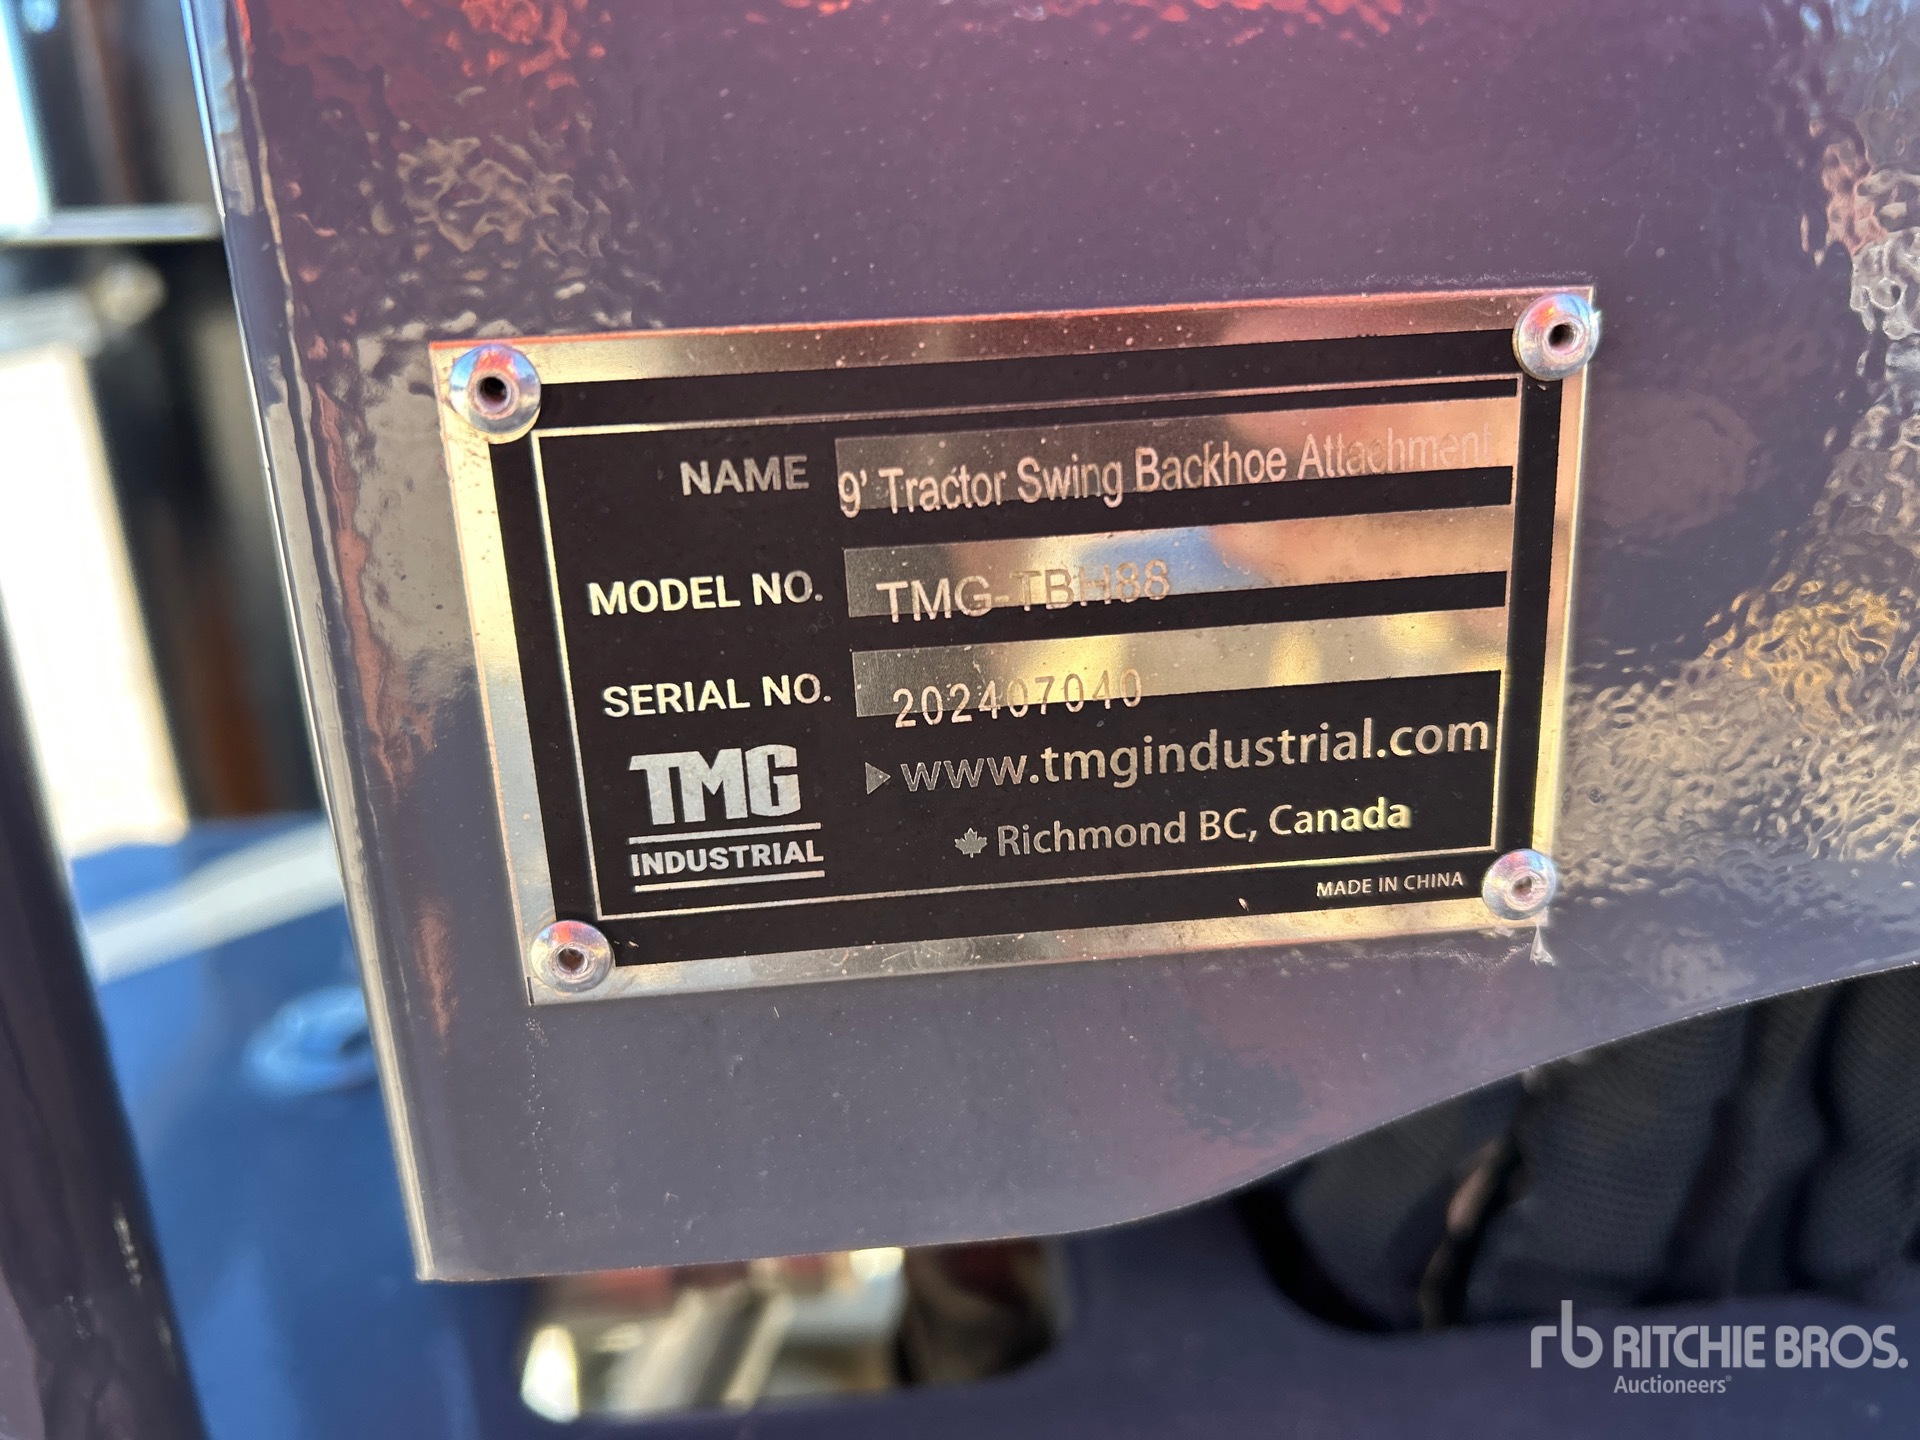 NAME 9' Tractor Swing Backhoe Attachment
MODEL NO. TMG-TBH88
SERIAL NO. 202407040
TMG
INDUSTRIAL
www.tmgindustrial.com
Richmond BC, Canada
MADE IN CHINA
rb RITCHIE BROS.
Auctioneers